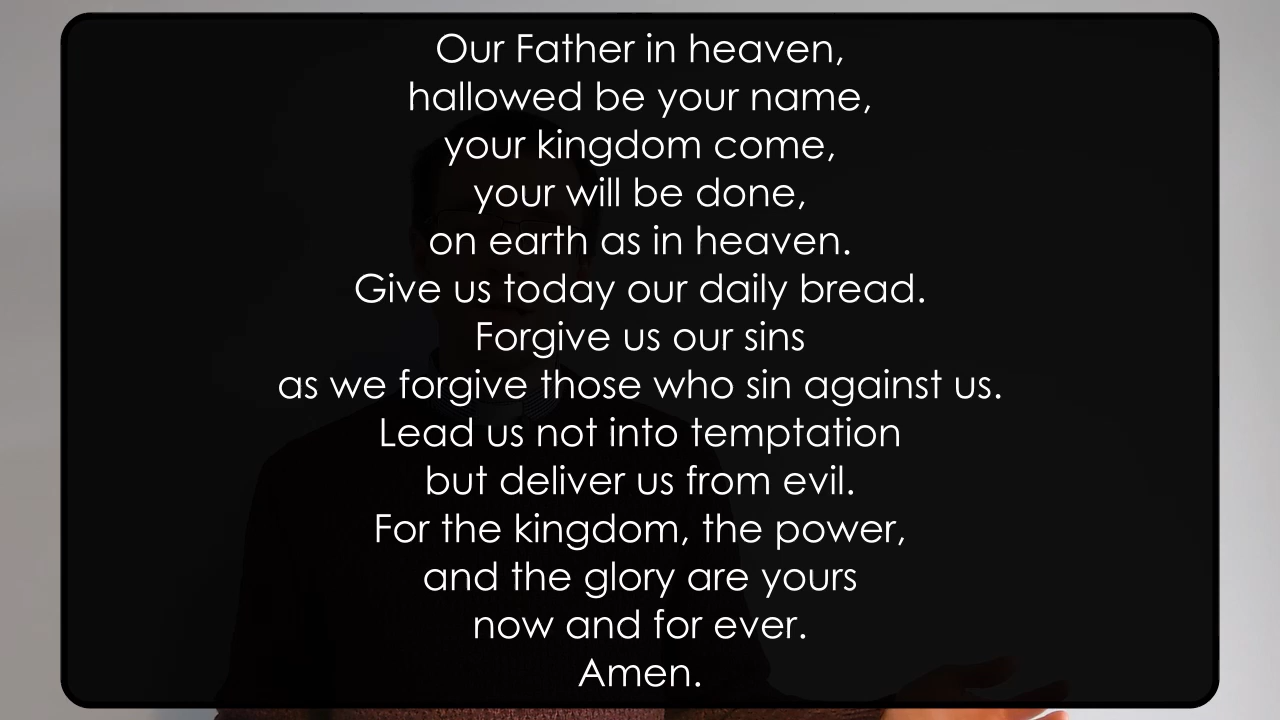 Our Father in heaven,
hallowed be your name,
your kingdom come,
your will be done,
on earth as in heaven.
Give us today our daily bread.
Forgive us our sins
as we forgive those who sin against us.
Lead us not into temptation
but deliver us from evil.
For the kingdom, the power,
and the glory are yours
now and for ever.
Amen.